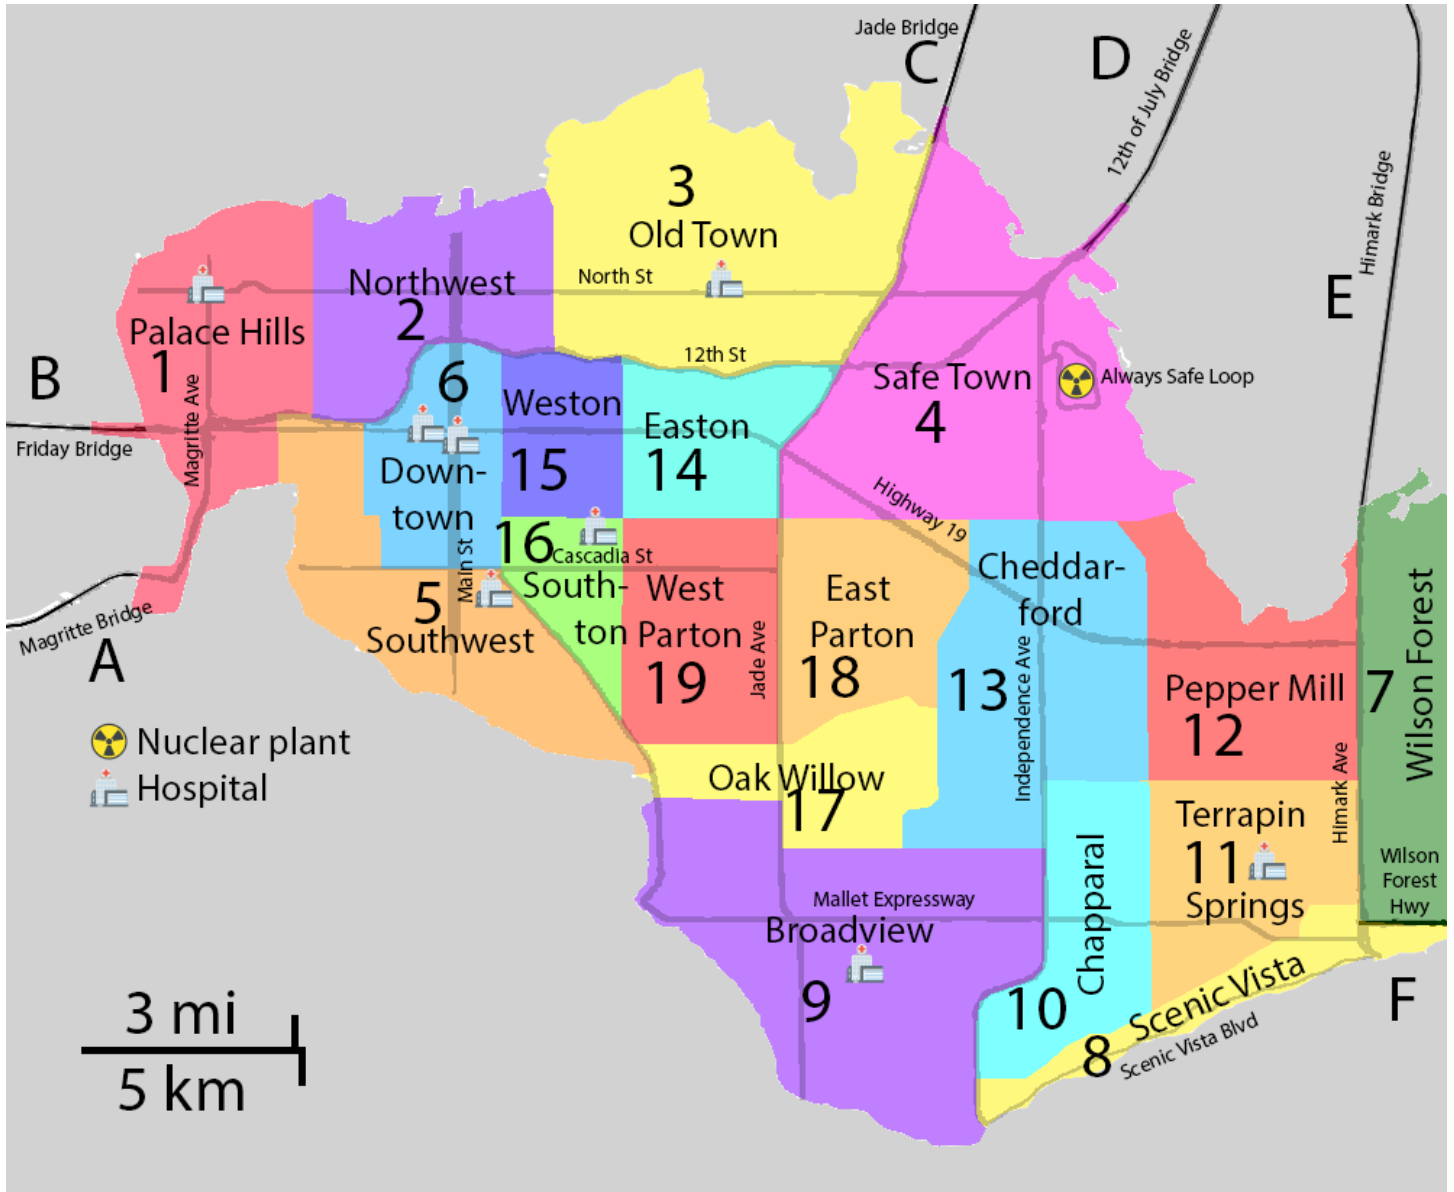 Jade Bridge
C
D
12th of July Bridge
3
Old Town
Himark Bridge
North St
Northwest
2
E
Palace Hills
1
B
6
12th St
Safe Town
4
Always Safe Loop
Magritte Ave
Friday Bridge
Weston
15
Easton
14
Down-
town
Highway 19
16
Cascadia St
Main St
South-
ton
West
Parton
19
East
Parton
18
Cheddar-
ford
13
Independence Ave
5
Southwest
Jade Ave
Magritte Bridge
A
Pepper Mill
12
7
Wilson Forest
Nuclear plant
Hospital
Oak Willow
17
Himark Ave
Terrapin
11
Springs
Wilson
Forest
Hwy
Chapparal
10
Mallet Expressway
Broadview
9
Scenic Vista
8
Scenic Vista Blvd
F
3 mi
5 km